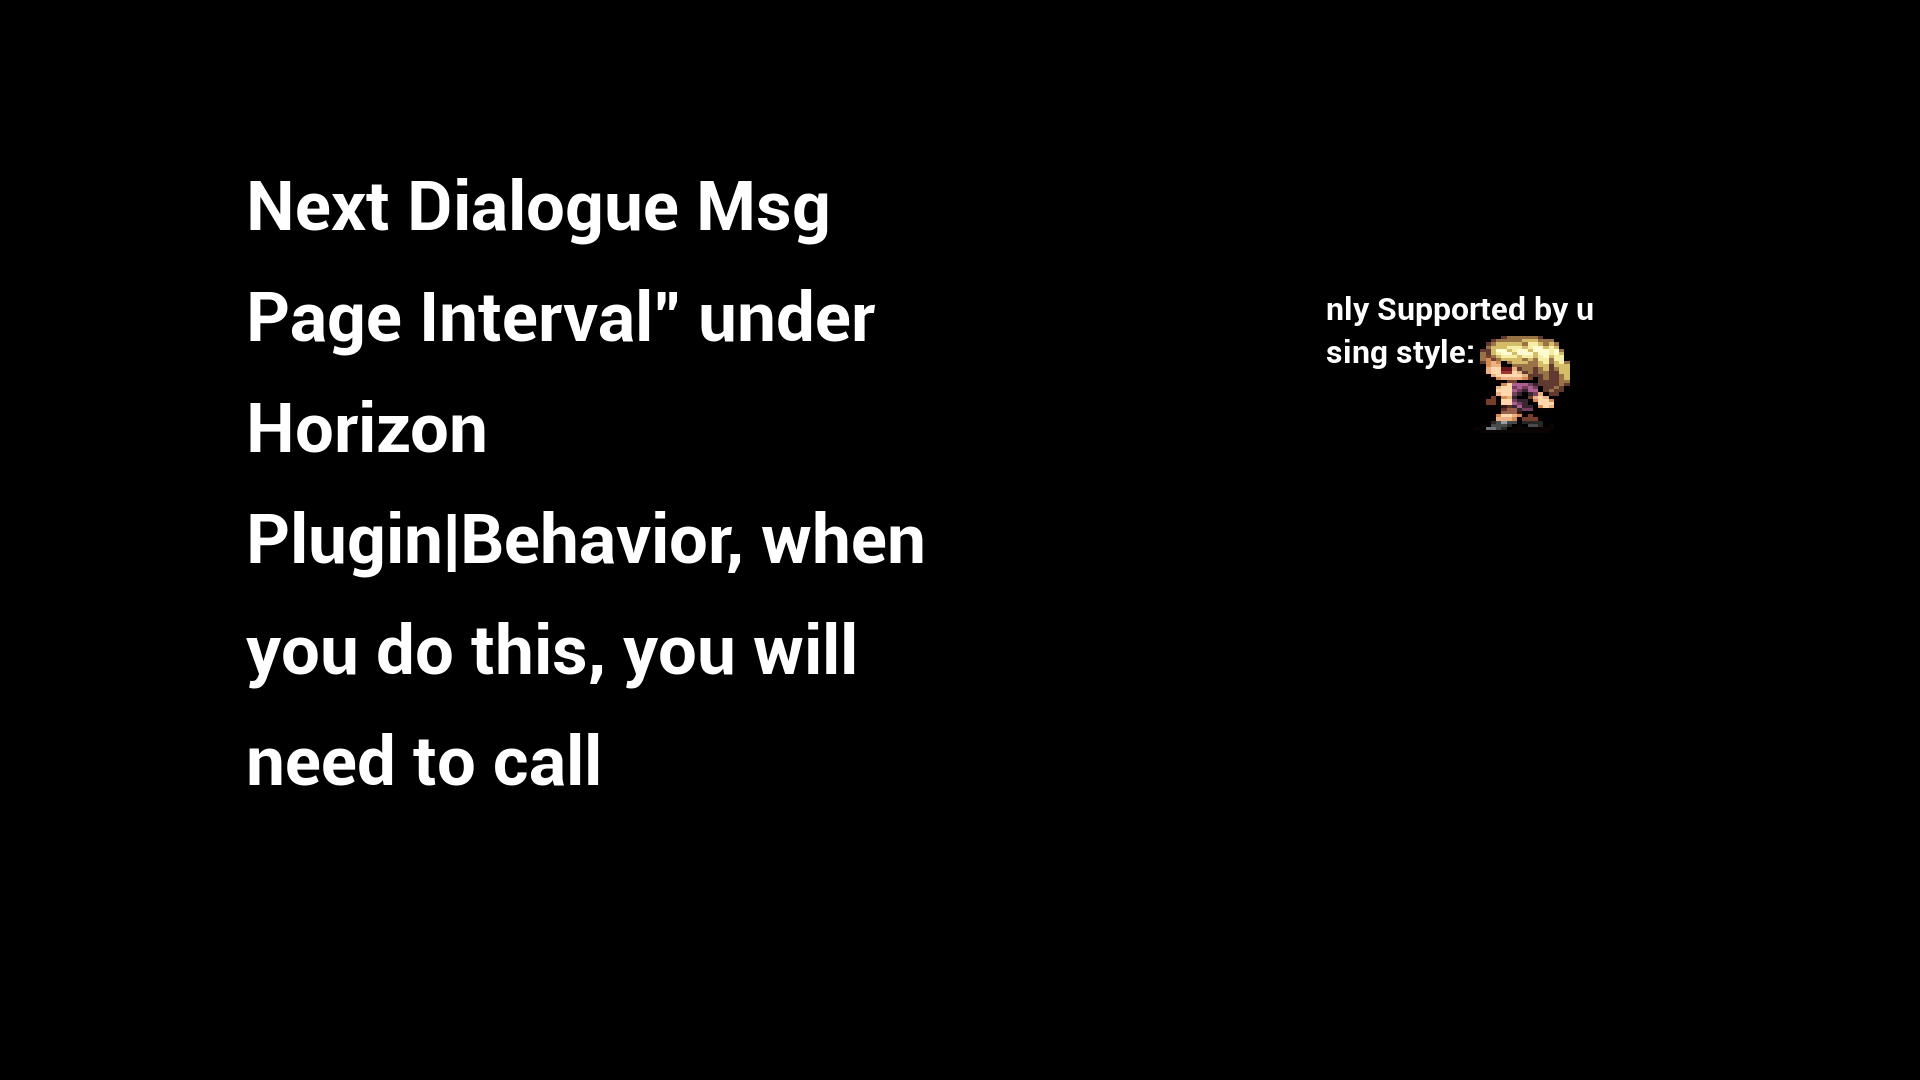 Next Dialogue Msg
Page Interval" under
Horizon
Plugin|Behavior, when
you do this, you will
need to call
nly Supported by u
sing style: